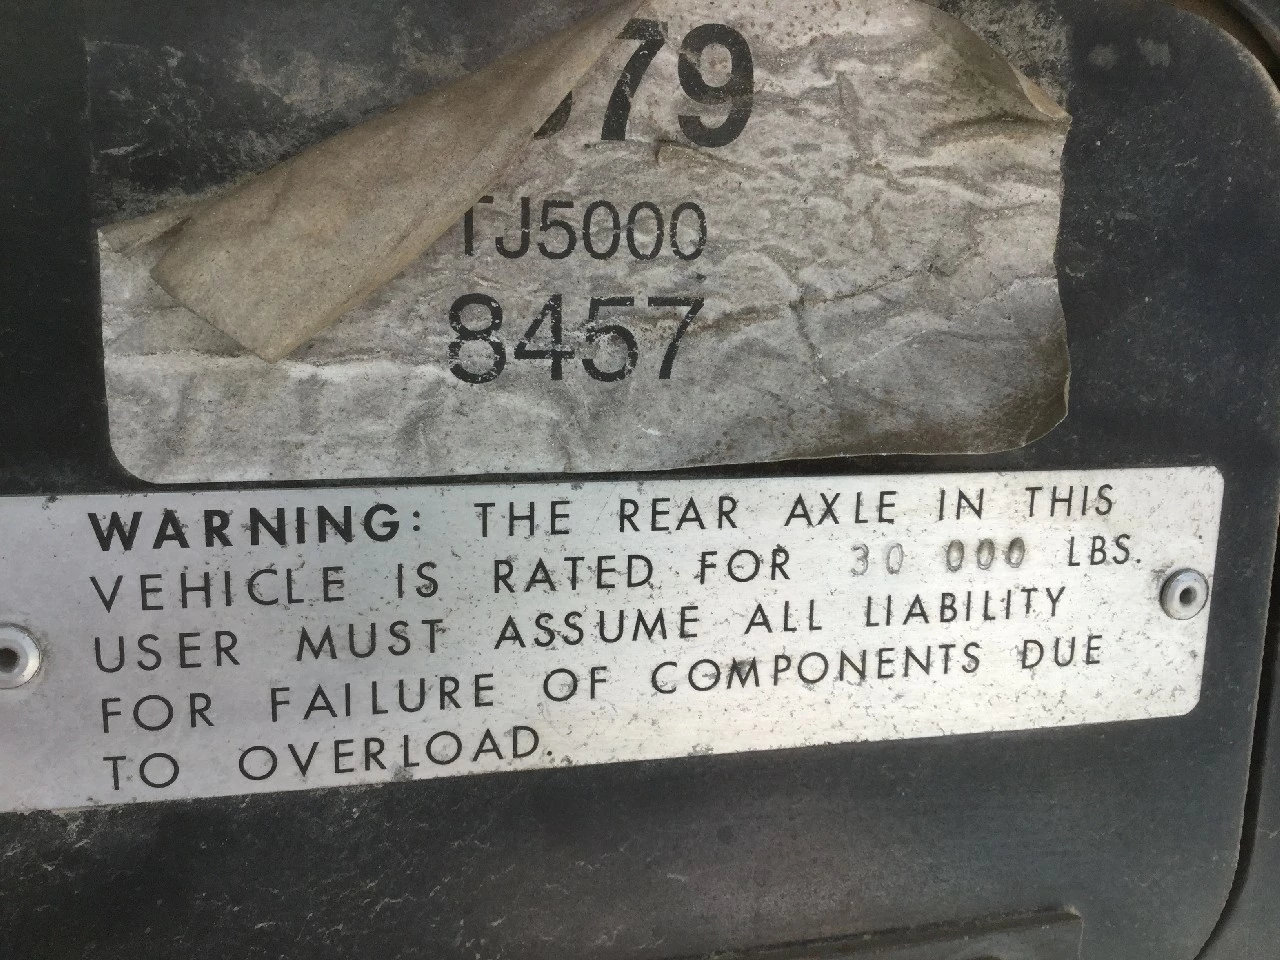 79
TJ5000
8457
WARNING: THE REAR AXLE IN THIS
VEHICLE IS RATED FOR 30 000 LBS.
USER MUST ASSUME ALL LIABILITY
FOR FAILURE OF COMPONENTS DUE
TO OVERLOAD.